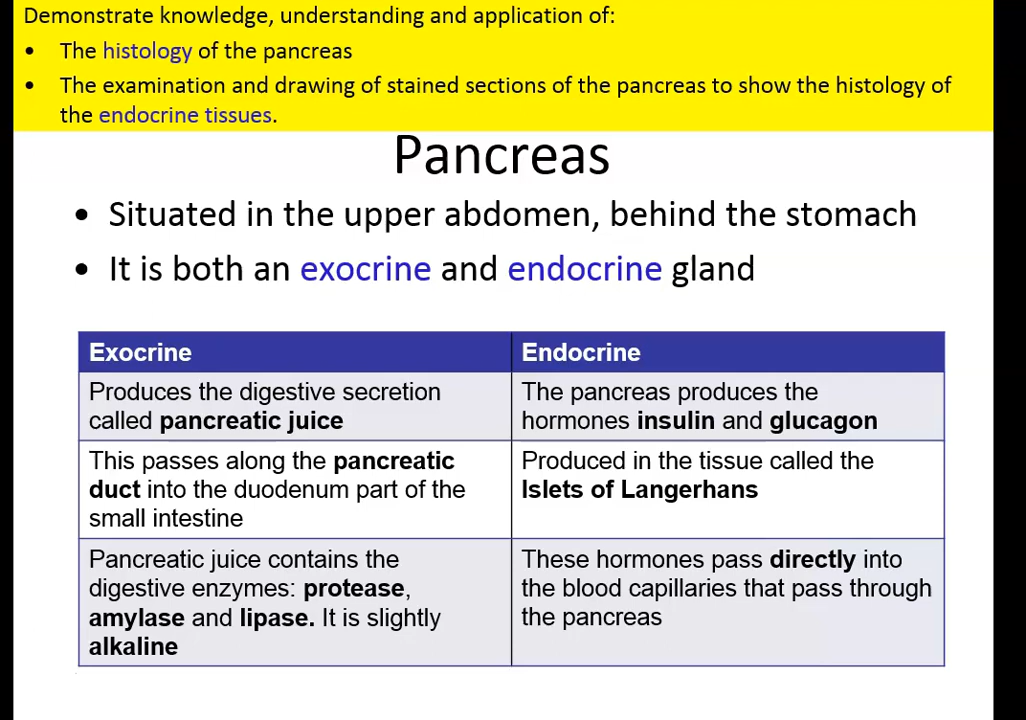 Demonstrate knowledge, understanding and application of:
• The histology of the pancreas
• The examination and drawing of stained sections of the pancreas to show the histology of
the endocrine tissues.
Pancreas
• Situated in the upper abdomen, behind the stomach
• It is both an exocrine and endocrine gland
Exocrine
Endocrine
Produces the digestive secretion
called pancreatic juice
The pancreas produces the
hormones insulin and glucagon
This passes along the pancreatic
duct into the duodenum part of the
small intestine
Produced in the tissue called the
Islets of Langerhans
Pancreatic juice contains the
digestive enzymes: protease,
amylase and lipase. It is slightly
alkaline
These hormones pass directly into
the blood capillaries that pass through
the pancreas